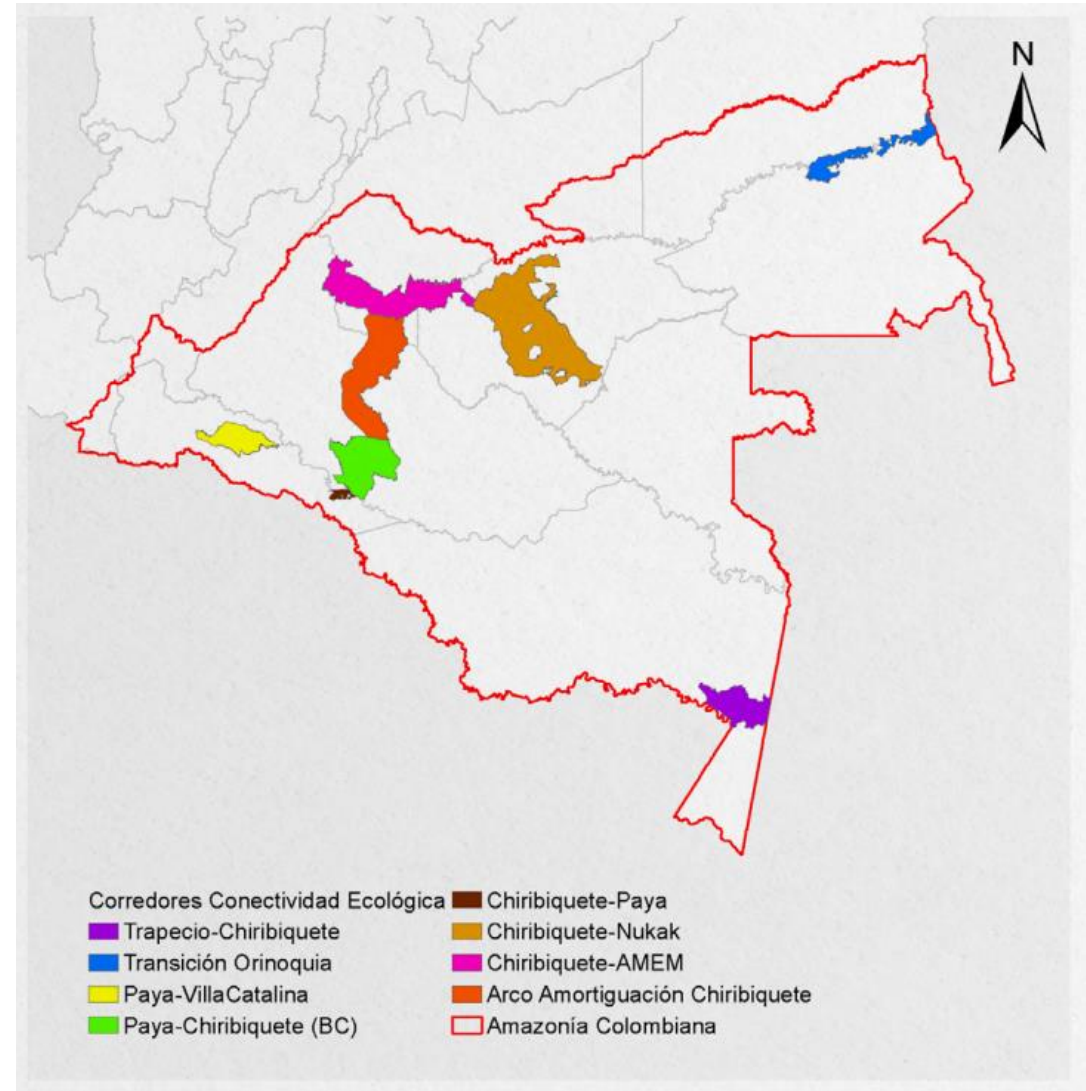 N
Corredores Conectividad Ecológica
Trapecio-Chiribiquete
Transición Orinoquia
Paya-VillaCatalina
Paya-Chiribiquete (BC)
Chiribiquete-Paya
Chiribiquete-Nukak
Chiribiquete-AMEM
Arco Amortiguación Chiribiquete
Amazonía Colombiana